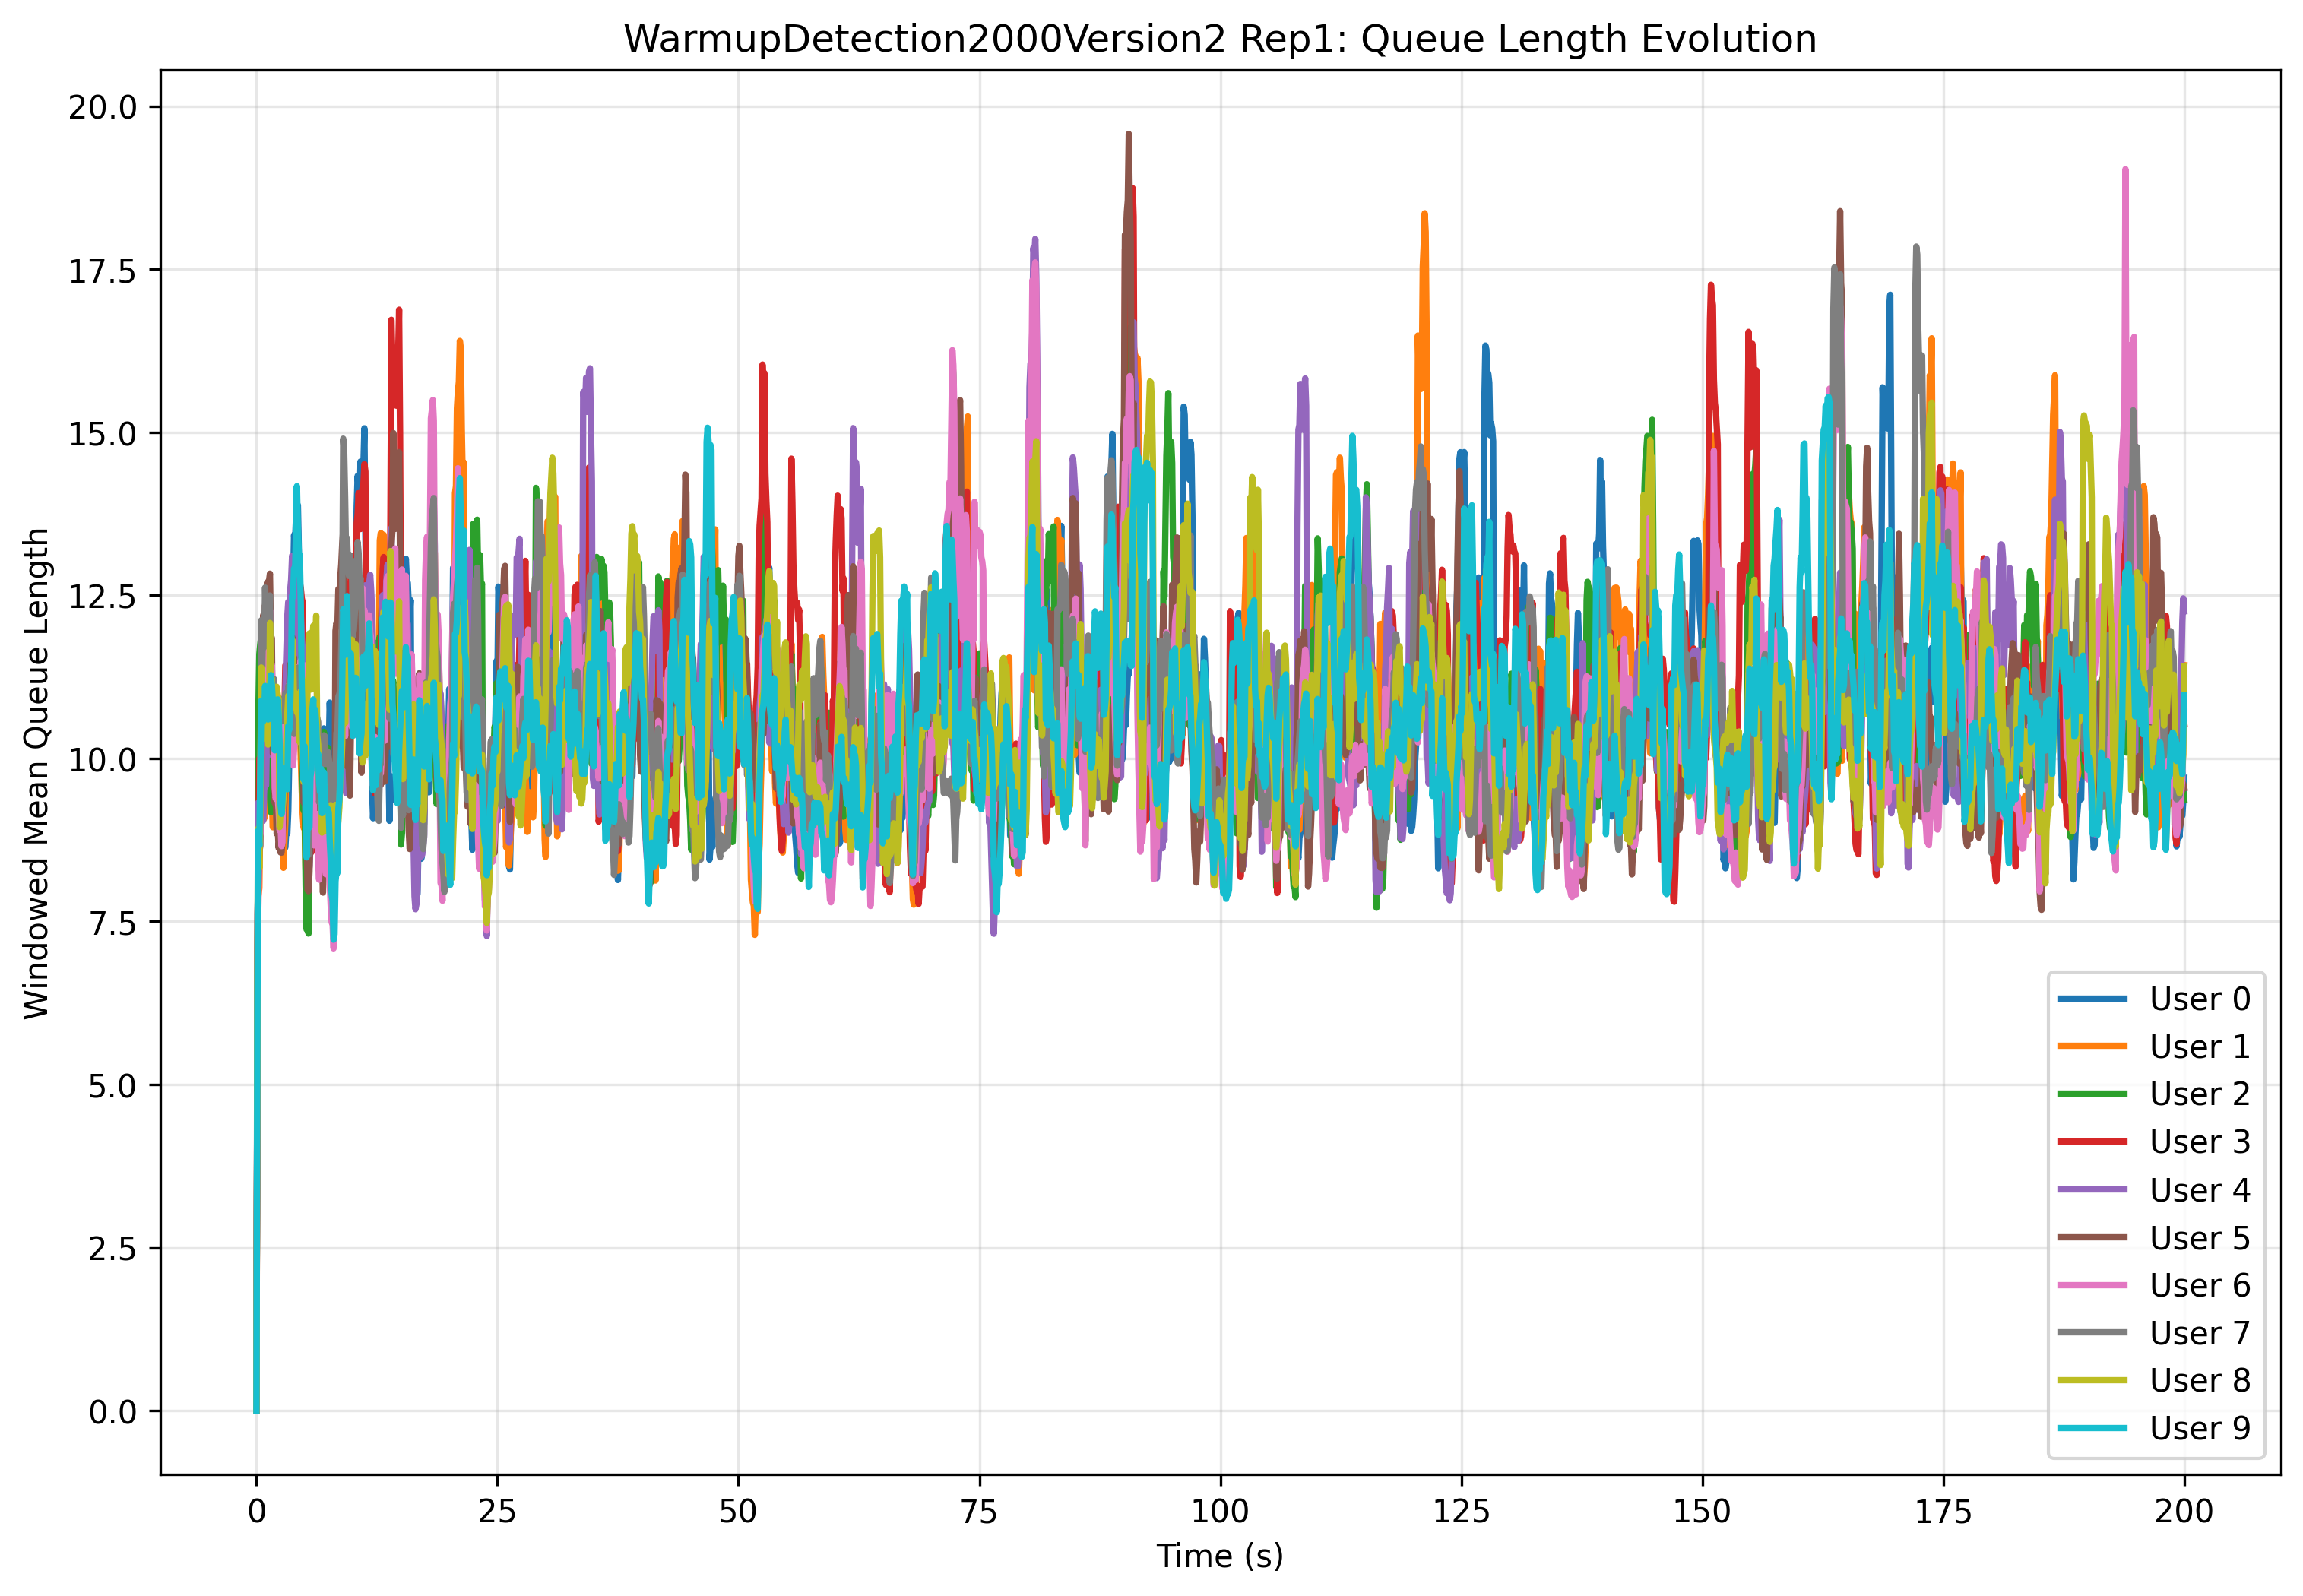 WarmupDetection2000Version2 Rep1: Queue Length Evolution
Windowed Mean Queue Length
20.0
17.5
15.0
12.5
10.0
7.5
5.0
2.5
0.0
User 0
User 1
User 2
User 3
User 4
User 5
User 6
User 7
User 8
User 9
0 25 50 75 100 125 150 175 200
Time (s)